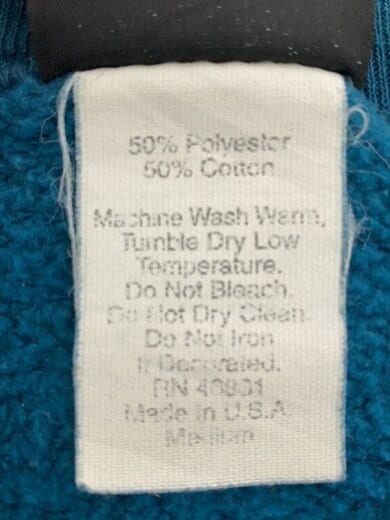 50% Polyester
50% Cotton
Machine Wash Warm,
Tumble Dry Low
Temperature.
Do Not Bleach.
Do Not Dry Clean.
Do Not Iron
If Decorated.
RN
Made In U.S.A.
Medium